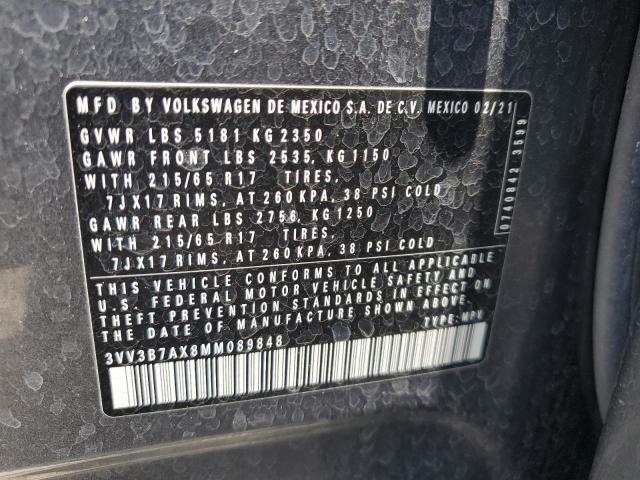 MFD BY VOLKSWAGEN DE MEXICO S.A. DE C.V. MEXICO 02/21
GVWR LBS 5181 KG 2350
GAWR FRONT LBS 2535, KG 1150
WITH 215/65 R17 TIRES,
7JX17 RIMS, AT 260 KPA, 38 PSI COLD
GAWR REAR LBS 2756, KG 1250
WITH 215/65 R17 TIRES,
7JX17 RIMS, AT 260 KPA, 38 PSI COLD
THIS VEHICLE CONFORMS TO ALL APPLICABLE
U.S. FEDERAL MOTOR VEHICLE SAFETY AND
THEFT PREVENTION STANDARDS IN EFFECT ON
THE DATE OF MANUFACTURE SHOWN ABOVE.
TYPE:MPV
3VV3B7AX8MM089848
0740842 3599